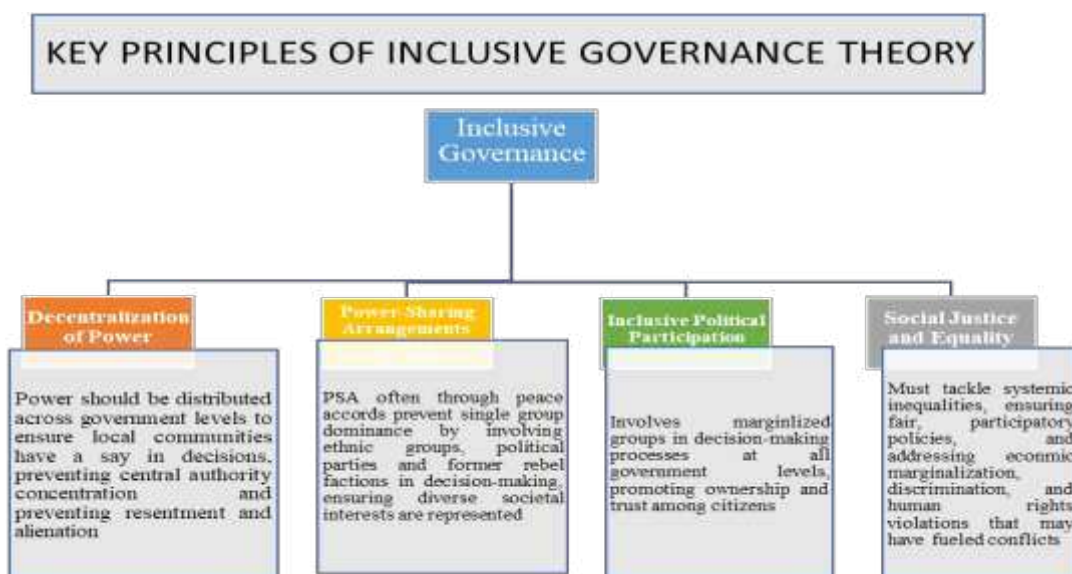 KEY PRINCIPLES OF INCLUSIVE GOVERNANCE THEORY
Inclusive
Governance
Decentralization
of Power
Power should be distributed
across government levels to
ensure local communities
have a say in decisions,
preventing central authority
concentration and
preventing resentment and
alienation
Power-Sharing
Arrangements
PSA often through peace
accords prevent single group
dominance by involving
ethnic groups, political
parties and former rebel
factions in decision-making,
ensuring diverse societal
interests are represented
Inclusive Political
Participation
Involves marginlized
groups in decision-making
processes at all
government levels,
promoting ownership and
trust among citizens
Social Justice
and Equality
Must tackle systemic
inequalities, ensuring
fair, participatory
policies, and
addressing econmic
marginalization,
discrimination, and
human rights
violations that may
have fueled conflicts